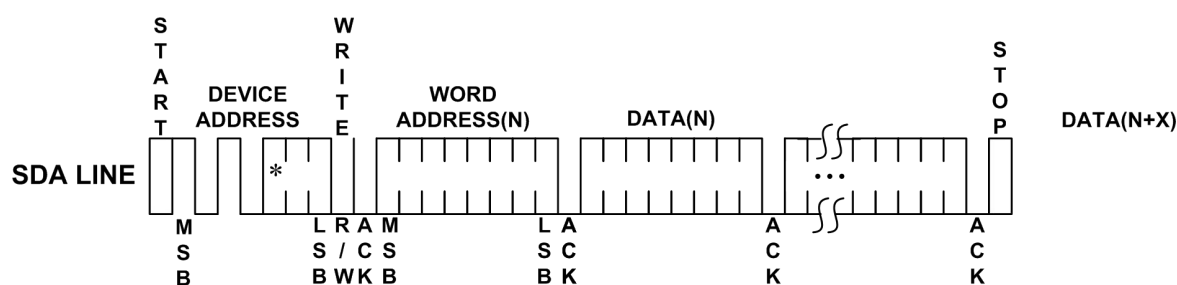 START
WRITE
STOP
DEVICE
ADDRESS
WORD
ADDRESS(N)
DATA(N)
DATA(N+X)
SDA LINE
*
...
MSB
LSB
R/W
ACK
MSB
LSB
ACK
ACK
ACK